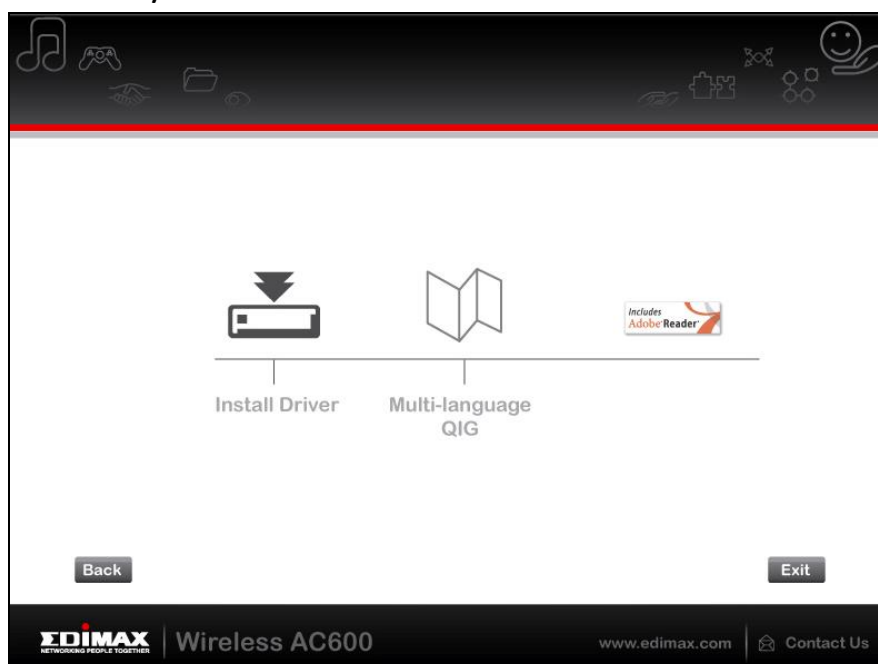 Includes
Adobe Reader
Install Driver
Multi-language
QIG
Back
Exit
EDIMAX
NETWORKING PEOPLE TOGETHER
Wireless AC600
www.edimax.com
Contact Us